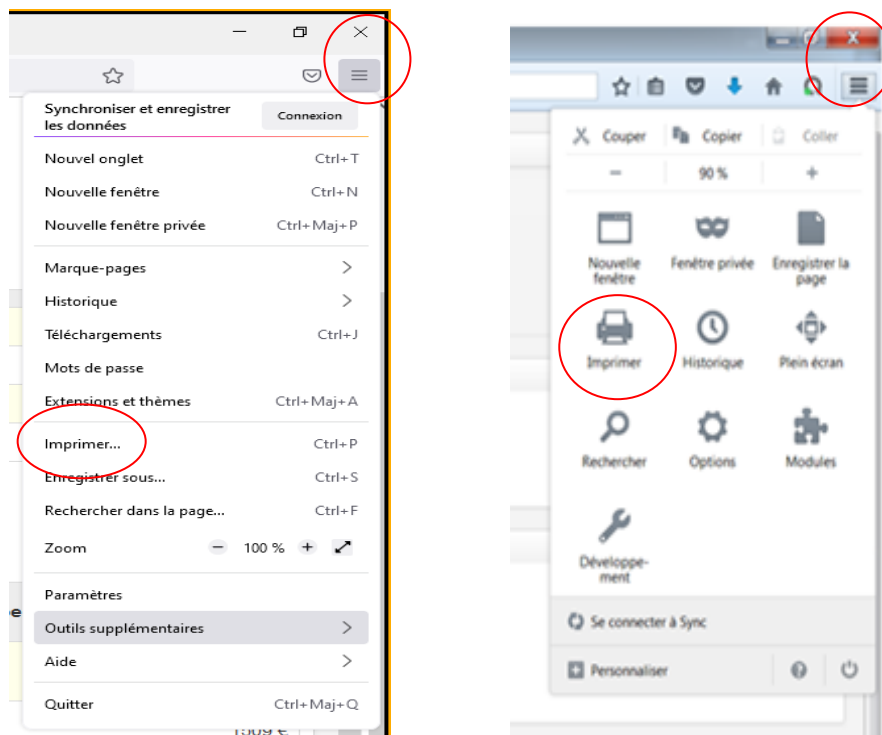 Synchroniser et enregistrer
les données
Connexion
Nouvel onglet Ctrl+T
Nouvelle fenêtre Ctrl+N
Nouvelle fenêtre privée Ctrl+Maj+P
Marque-pages
Historique
Téléchargements Ctrl+J
Mots de passe
Extensions et thèmes Ctrl+Maj+A
Imprimer... Ctrl+P
Enregistrer sous... Ctrl+S
Rechercher dans la page... Ctrl+F
Zoom − 100 % +
Paramètres
Outils supplémentaires
Aide
Quitter Ctrl+Maj+Q
1509 €
Couper Copier Coller
− 90 % +
Nouvelle
fenêtre
Fenêtre privée
Enregistrer la
page
Imprimer
Historique
Plein écran
Rechercher
Options
Modules
Développe-
ment
Se connecter à Sync
Personnaliser